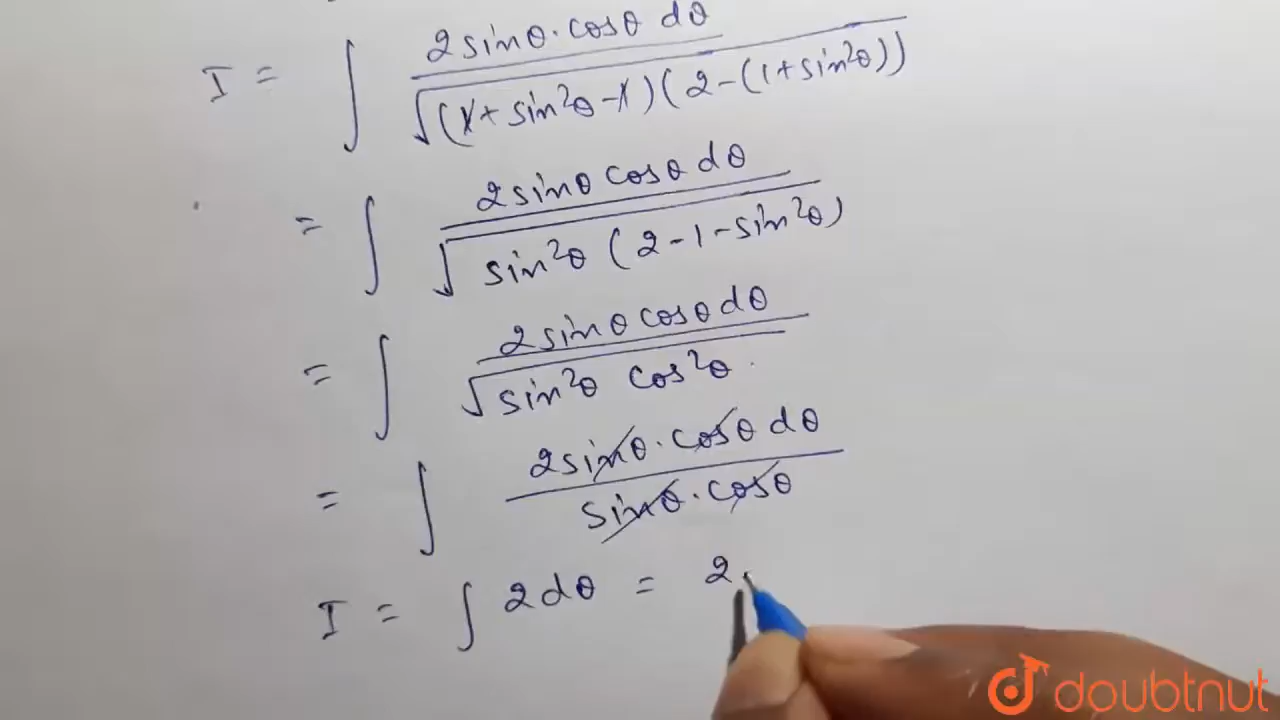 I = ∫ 2sinθ·cosθ dθ / √(1+sin²θ-1)(2-(1+sin²θ))
= ∫ 2sinθ cosθ dθ / √sin²θ(2-1-sin²θ)
= ∫ 2sinθ cosθ dθ / √sin²θ cos²θ
= ∫ 2sinθ·cosθ dθ / sinθ·cosθ
I = ∫ 2dθ = 2
doubtnut